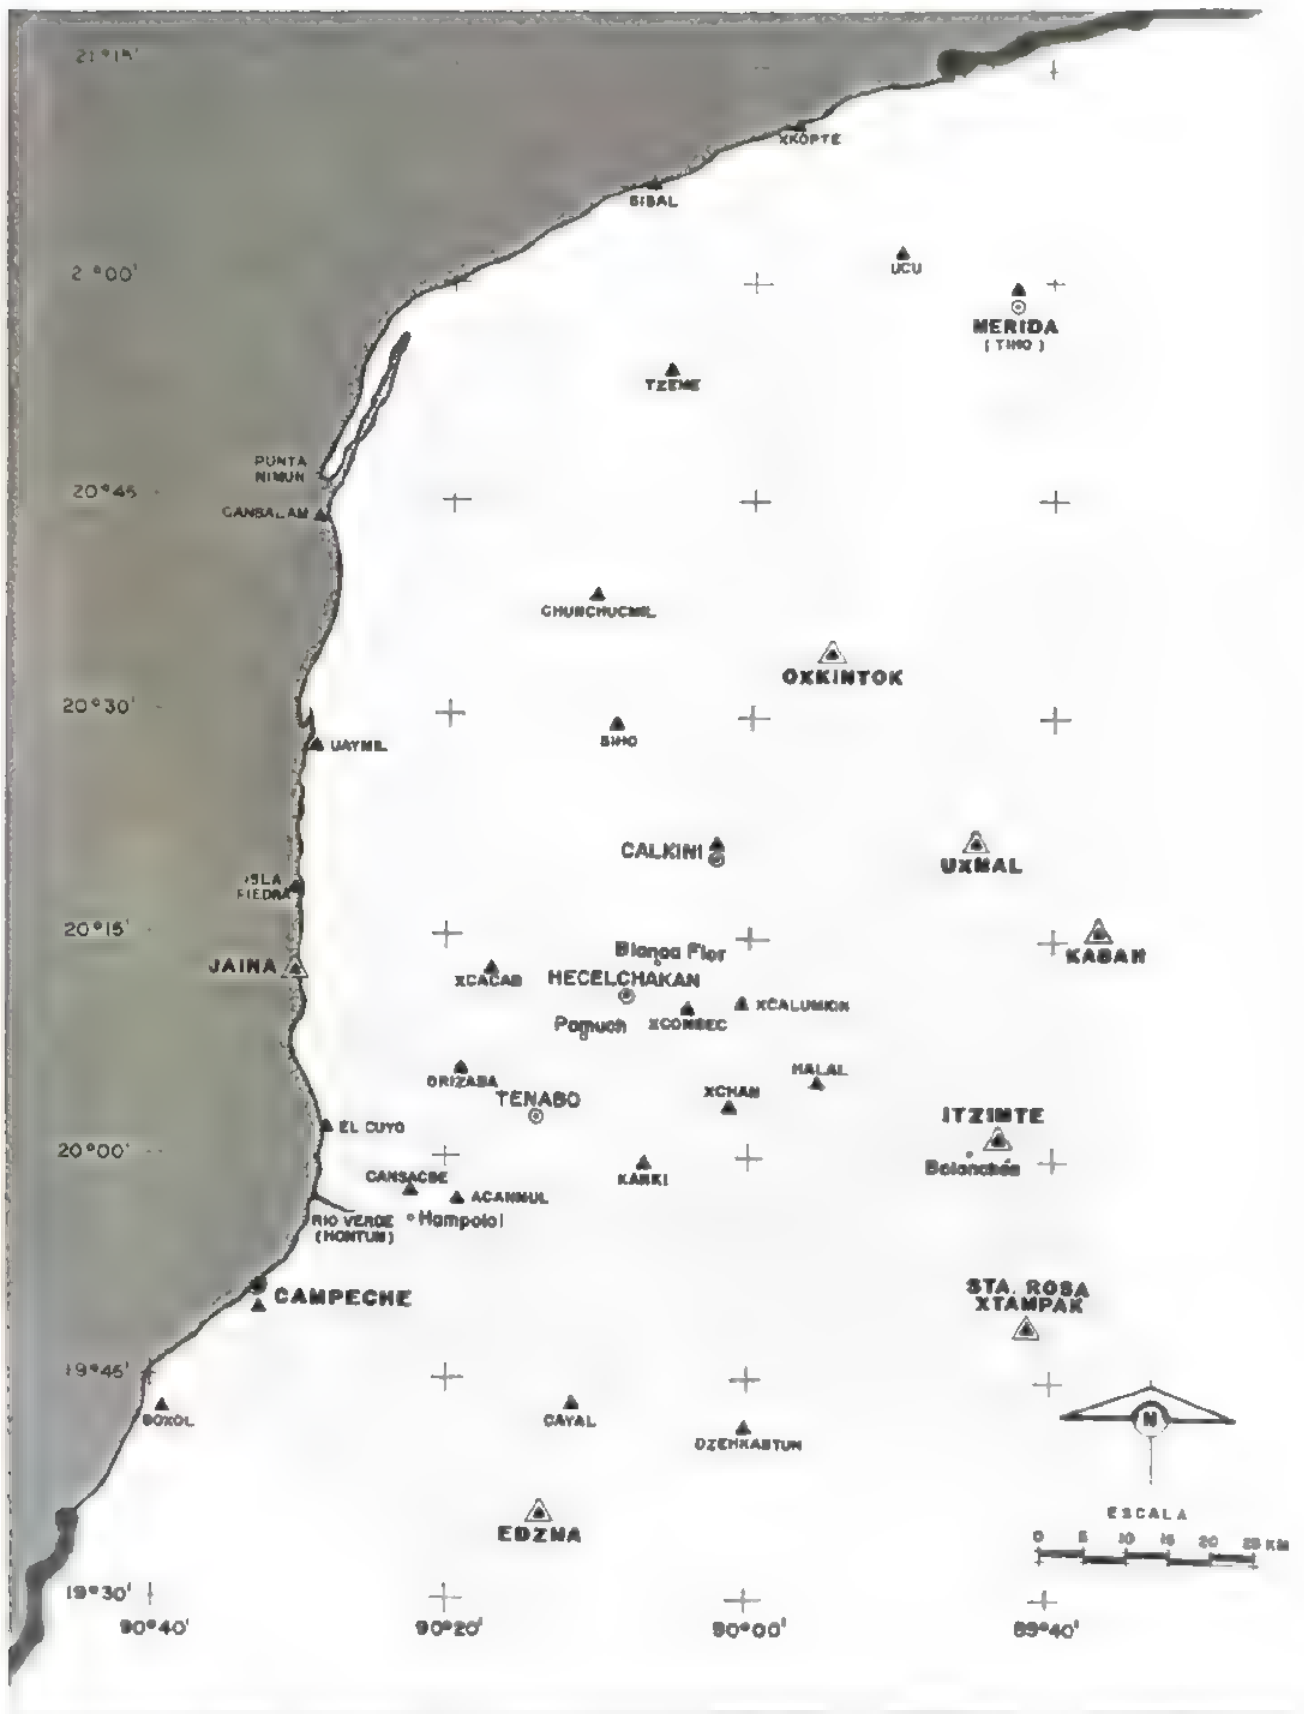 21°15'
XKOPTE
SISAL
2 °00'
UCU
MERIDA
(TIHO)
TZEME
PUNTA
NIMUN
20°45'
CANBALAM
CHUNCHUCMIL
OXKINTOK
20°30'
SIHO
UAYMIL
CALKINI
UXMAL
ISLA
PIEDRA
20°15'
Blanca Flor
KABAH
JAINA
XCACAB
HECELCHAKAN
XCALUMKIN
Pomuch
XCOMBEC
HALAL
ORIZABA
TENABO
XCHAN
ITZIMTE
EL CUYO
20°00'
Bolonchén
CANSACBE
KANKI
ACANMUL
RIO VERDE
(HONTUM)
Hampolol
CAMPECHE
STA. ROSA
XTAMPAK
19°45'
BOXOL
CAYAL
DZEHKABTUN
N
ESCALA
EDZNA
0 5 10 15 20 25 KM
19°30'
90°40' 90°20' 90°00' 89°40'